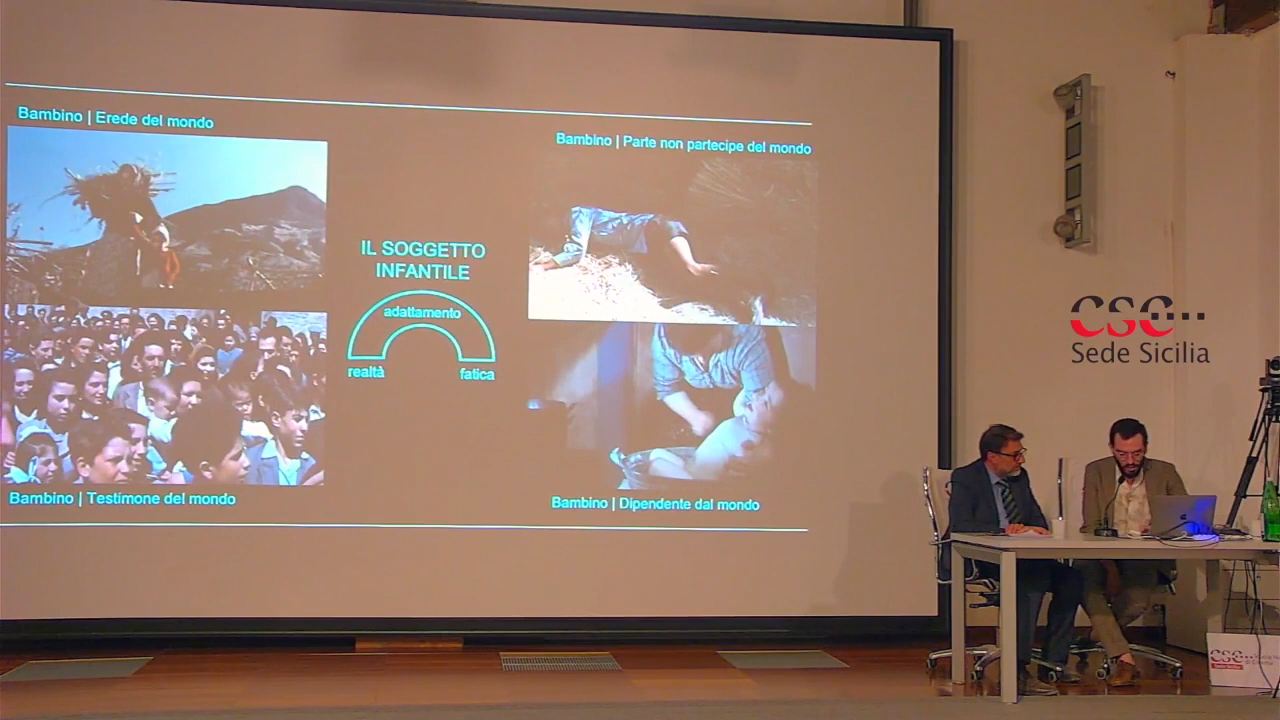 Bambino | Erede del mondo
Bambino | Parte non partecipe del mondo
IL SOGGETTO
INFANTILE
adattamento
realtà
fatica
Bambino | Testimone del mondo
Bambino | Dipendente dal mondo
csc
Sede Sicilia
csc